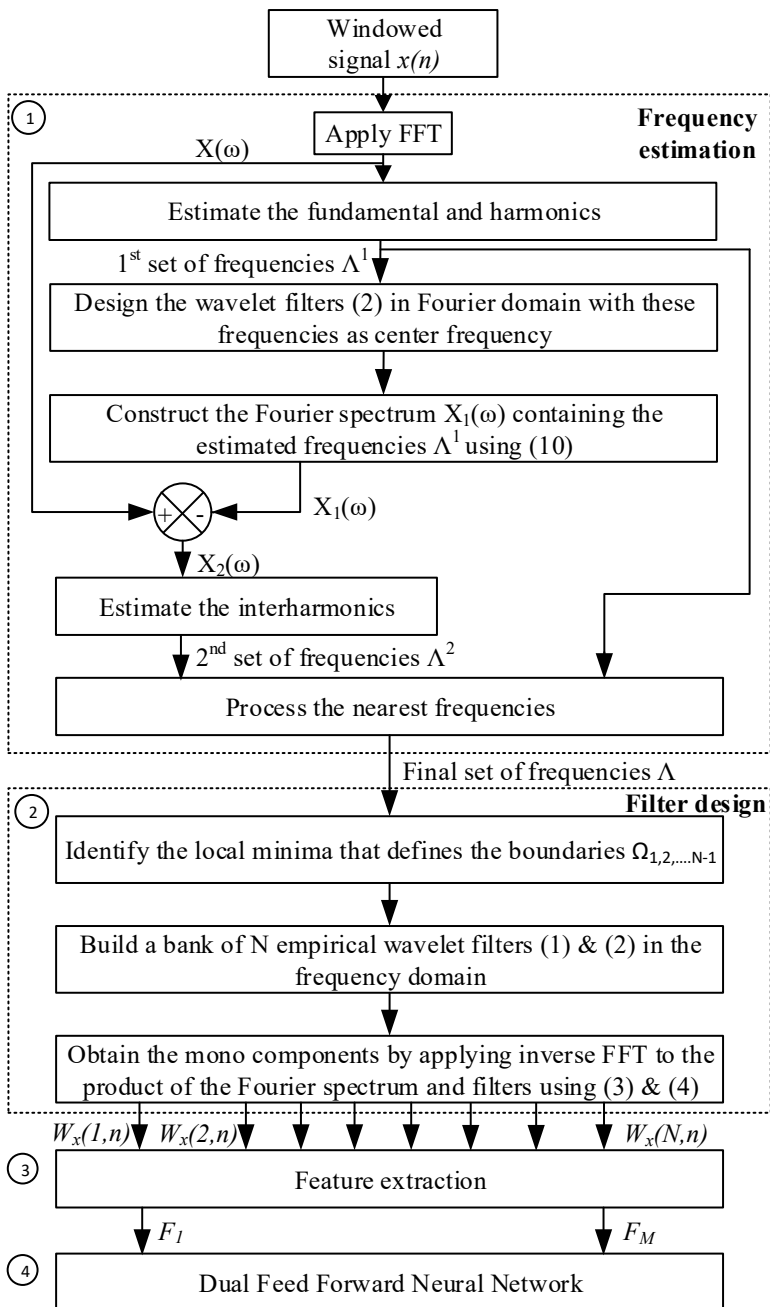 Windowed
signal x(n)
1
Apply FFT
Frequency
estimation
X(ω)
Estimate the fundamental and harmonics
1st set of frequencies Λ1
Design the wavelet filters (2) in Fourier domain with these
frequencies as center frequency
Construct the Fourier spectrum X1(ω) containing the
estimated frequencies Λ1 using (10)
+ -
X1(ω)
X2(ω)
Estimate the interharmonics
2nd set of frequencies Λ2
Process the nearest frequencies
Final set of frequencies Λ
2
Filter design
Identify the local minima that defines the boundaries Ω1,2,....N-1
Build a bank of N empirical wavelet filters (1) & (2) in the
frequency domain
Obtain the mono components by applying inverse FFT to the
product of the Fourier spectrum and filters using (3) & (4)
Wx(1,n) Wx(2,n) Wx(N,n)
3
Feature extraction
F1 FM
4
Dual Feed Forward Neural Network